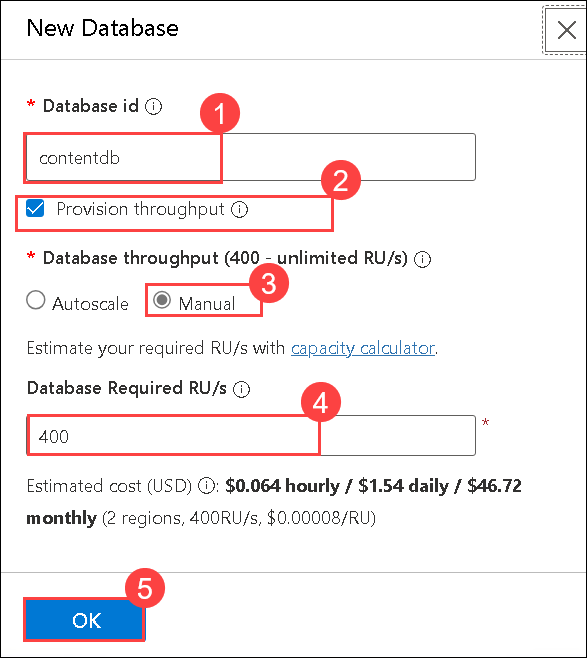 New Database
* Database id
1
contentdb
2
Provision throughput
* Database throughput (400 - unlimited RU/s)
3
Autoscale Manual
Estimate your required RU/s with capacity calculator.
Database Required RU/s
4
400 *
Estimated cost (USD) : $0.064 hourly / $1.54 daily / $46.72
monthly (2 regions, 400RU/s, $0.00008/RU)
5
OK